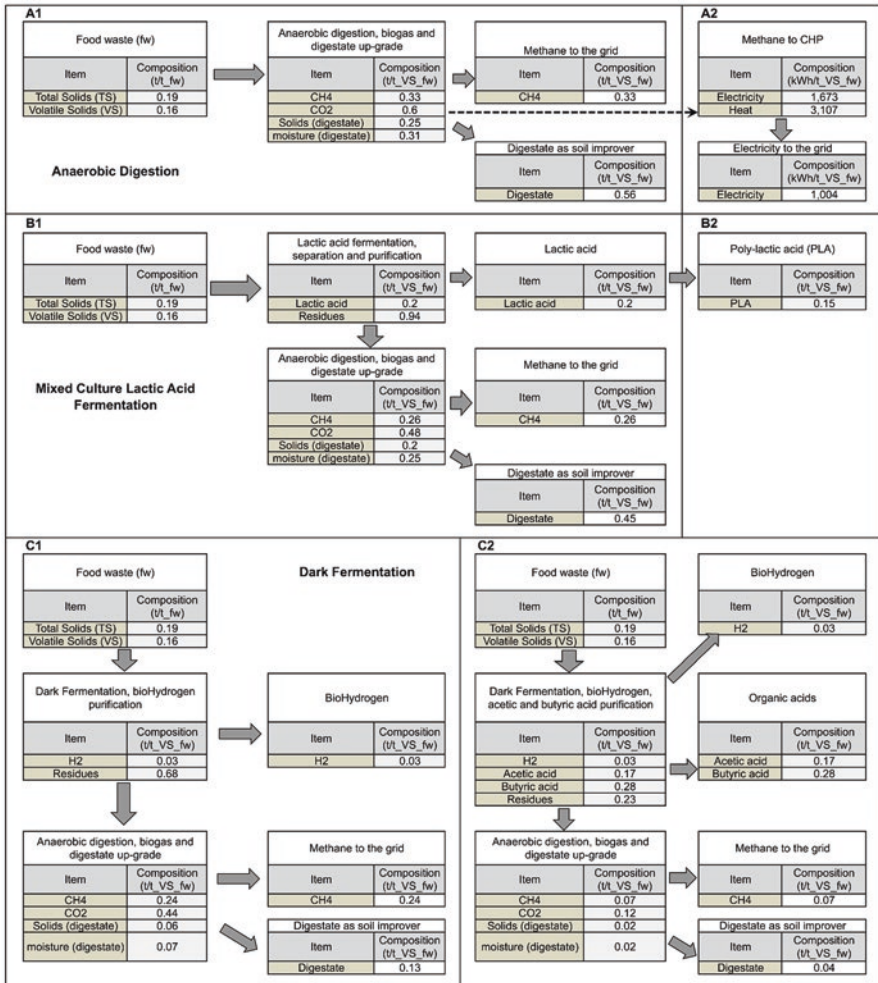 A1
Food waste (fw)
Item
Composition
(t/t_fw)
Total Solids (TS)
0.19
Volatile Solids (VS)
0.16
Anaerobic digestion, biogas and
digestate up-grade
Item
Composition
(t/t_VS_fw)
CH4
0.33
CO2
0.6
Solids (digestate)
0.25
moisture (digestate)
0.31
Methane to the grid
Item
Composition
(t/t_VS_fw)
CH4
0.33
Digestate as soil improver
Item
Composition
(t/t_VS_fw)
Digestate
0.56
Anaerobic Digestion
A2
Methane to CHP
Item
Composition
(kWh/t_VS_fw)
Electricity
1,673
Heat
3,107
Electricity to the grid
Item
Composition
(kWh/t_VS_fw)
Electricity
1,004
B1
Food waste (fw)
Item
Composition
(t/t_fw)
Total Solids (TS)
0.19
Volatile Solids (VS)
0.16
Lactic acid fermentation,
separation and purification
Item
Composition
(t/t_VS_fw)
Lactic acid
0.2
Residues
0.94
Lactic acid
Item
Composition
(t/t_VS_fw)
Lactic acid
0.2
B2
Poly-lactic acid (PLA)
Item
Composition
(t/t_VS_fw)
PLA
0.15
Mixed Culture Lactic Acid
Fermentation
Anaerobic digestion, biogas and
digestate up-grade
Item
Composition
(t/t_VS_fw)
CH4
0.26
CO2
0.48
Solids (digestate)
0.2
moisture (digestate)
0.25
Methane to the grid
Item
Composition
(t/t_VS_fw)
CH4
0.26
Digestate as soil improver
Item
Composition
(t/t_VS_fw)
Digestate
0.45
C1
Food waste (fw)
Item
Composition
(t/t_fw)
Total Solids (TS)
0.19
Volatile Solids (VS)
0.16
Dark Fermentation
Dark Fermentation, bioHydrogen
purification
Item
Composition
(t/t_VS_fw)
H2
0.03
Residues
0.68
BioHydrogen
Item
Composition
(t/t_VS_fw)
H2
0.03
Anaerobic digestion, biogas and
digestate up-grade
Item
Composition
(t/t_VS_fw)
CH4
0.24
CO2
0.44
Solids (digestate)
0.06
moisture (digestate)
0.07
Methane to the grid
Item
Composition
(t/t_VS_fw)
CH4
0.24
Digestate as soil improver
Item
Composition
(t/t_VS_fw)
Digestate
0.13
C2
Food waste (fw)
Item
Composition
(t/t_fw)
Total Solids (TS)
0.19
Volatile Solids (VS)
0.16
BioHydrogen
Item
Composition
(t/t_VS_fw)
H2
0.03
Dark Fermentation, bioHydrogen,
acetic and butyric acid purification
Item
Composition
(t/t_VS_fw)
H2
0.03
Acetic acid
0.17
Butyric acid
0.28
Residues
0.23
Organic acids
Item
Composition
(t/t_VS_fw)
Acetic acid
0.17
Butyric acid
0.28
Anaerobic digestion, biogas and
digestate up-grade
Item
Composition
(t/t_VS_fw)
CH4
0.07
CO2
0.12
Solids (digestate)
0.02
moisture (digestate)
0.02
Methane to the grid
Item
Composition
(t/t_VS_fw)
CH4
0.07
Digestate as soil improver
Item
Composition
(t/t_VS_fw)
Digestate
0.04